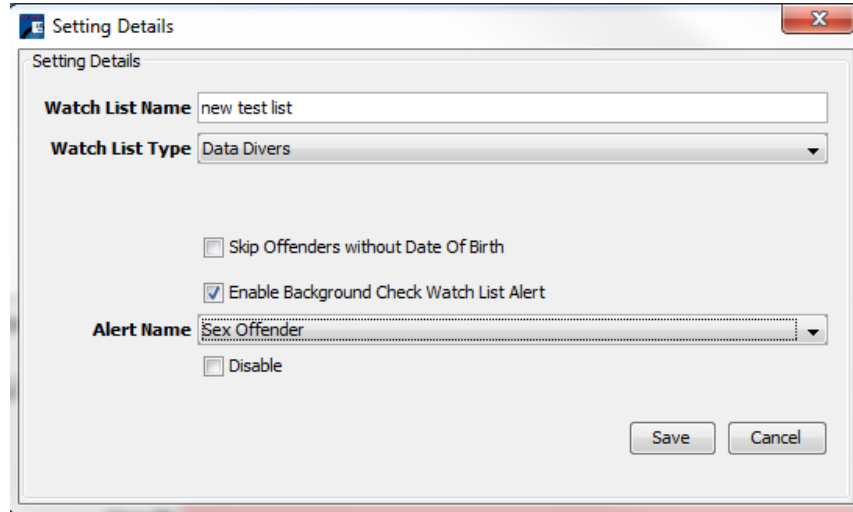 Setting Details
Setting Details
Watch List Name new test list
Watch List Type Data Divers
Skip Offenders without Date Of Birth
Enable Background Check Watch List Alert
Alert Name Sex Offender
Disable
Save Cancel